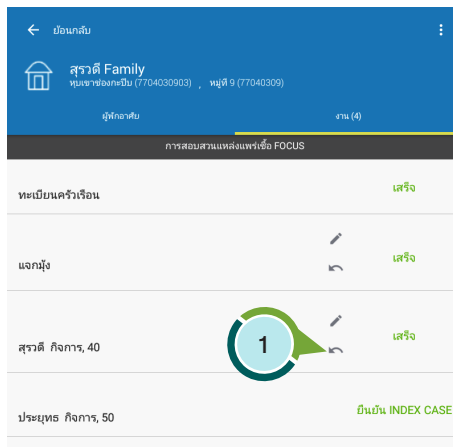 ย้อนกลับ
สุรวดี Family
หุบเขาช่องกะปีบ (7704030903) , หมู่ที่ 9 (77040309)
ผู้พักอาศัย
งาน (4)
การสอบสวนแหล่งแพร่เชื้อ FOCUS
ทะเบียนครัวเรือน
เสร็จ
แจกมุ้ง
เสร็จ
สุรวดี กิจการ, 40
1
เสร็จ
ประยุทธ กิจการ, 50
ยืนยัน INDEX CASE